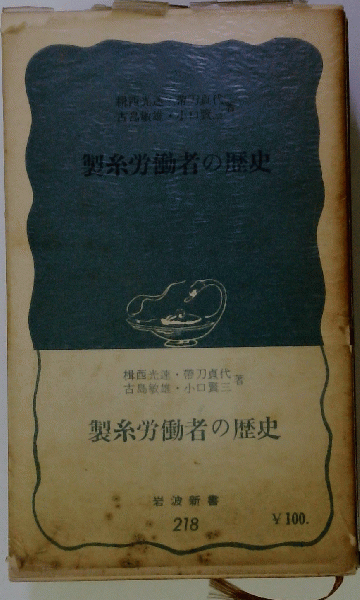 楫西光速・帯刀貞代
古島敏雄・小口賢三 著
製糸労働者の歴史
楫西光速・帯刀貞代
古島敏雄・小口賢三 著
製糸労働者の歴史
岩波新書
218
¥100.